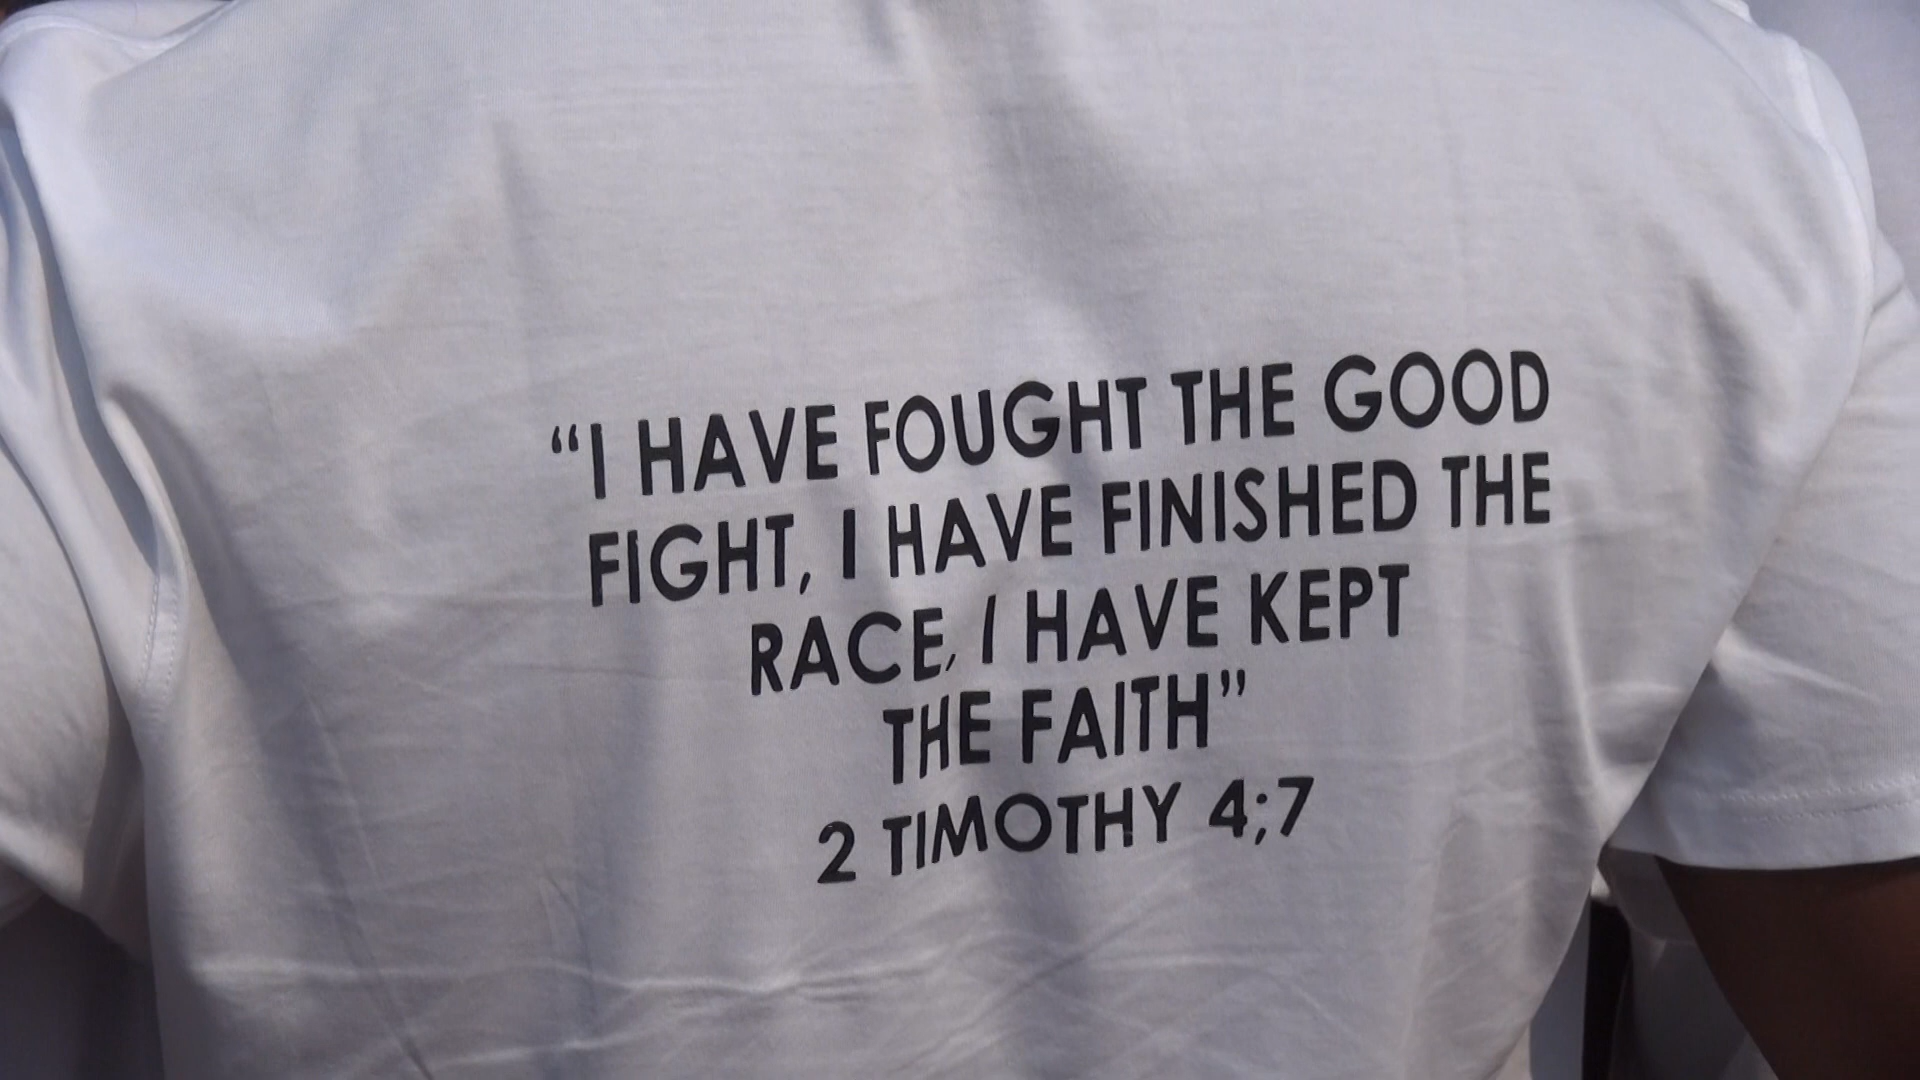 “I HAVE FOUGHT THE GOOD
FIGHT, I HAVE FINISHED THE
RACE, I HAVE KEPT
THE FAITH”
2 TIMOTHY 4;7